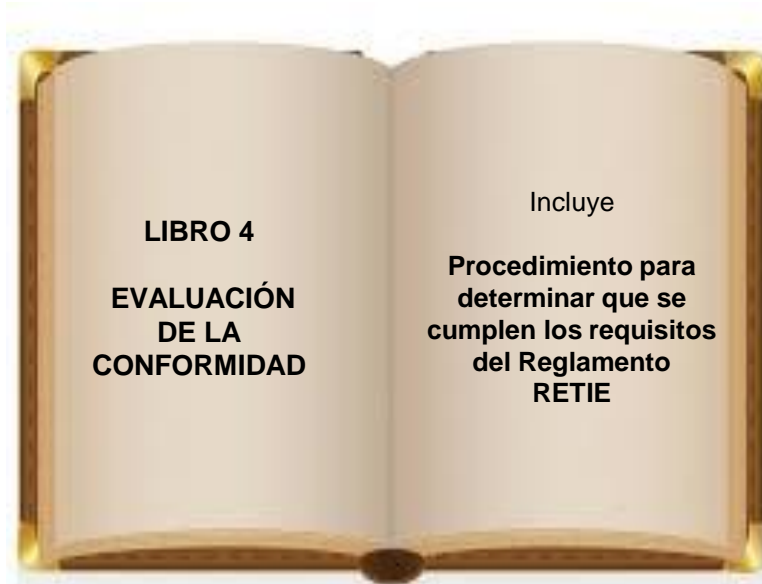 LIBRO 4
EVALUACIÓN
DE LA
CONFORMIDAD
Incluye
Procedimiento para
determinar que se
cumplen los requisitos
del Reglamento
RETIE